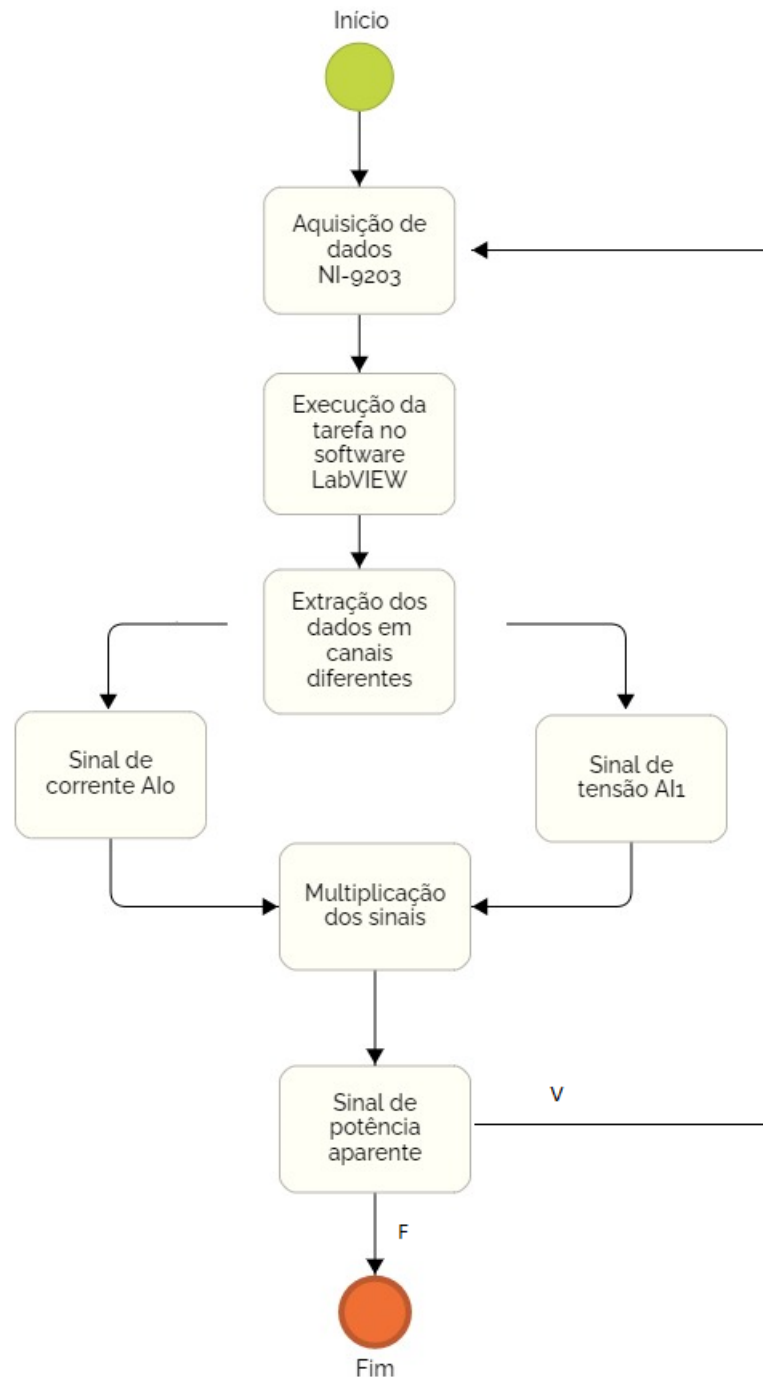 Início
Aquisição de
dados
NI-9203
Execução da
tarefa no
software
LabVIEW
Extração dos
dados em
canais
diferentes
Sinal de
corrente AI0
Sinal de
tensão AI1
Multiplicação
dos sinais
Sinal de
potência
aparente
V
F
Fim